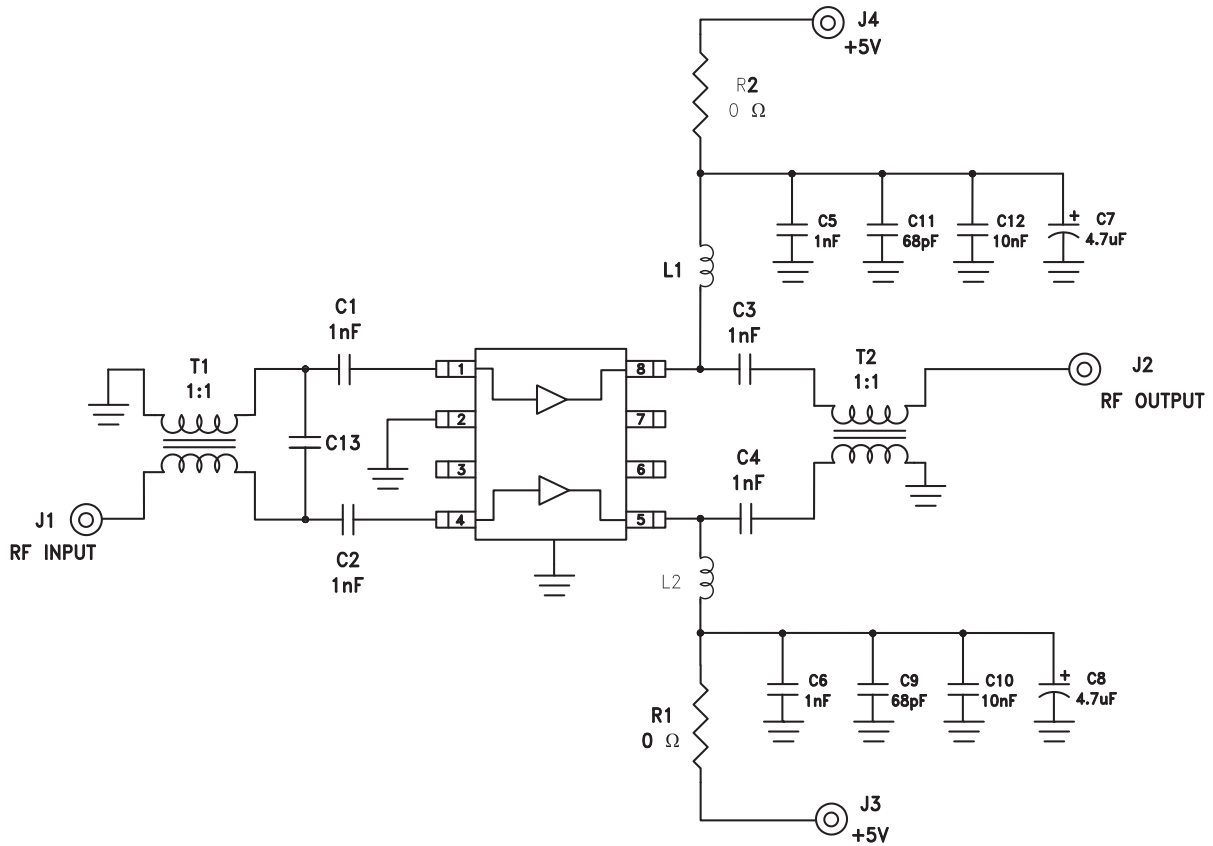 J4
+5V
R2
0 Ω
C5
1nF
C11
68pF
C12
10nF
+
C7
4.7uF
L1
C1
1nF
C3
1nF
T1
1:1
T2
1:1
J2
RF OUTPUT
1
8
2
7
C13
3
6
C4
1nF
4
5
J1
RF INPUT
C2
1nF
L2
C6
1nF
C9
68pF
C10
10nF
+
C8
4.7uF
R1
0 Ω
J3
+5V